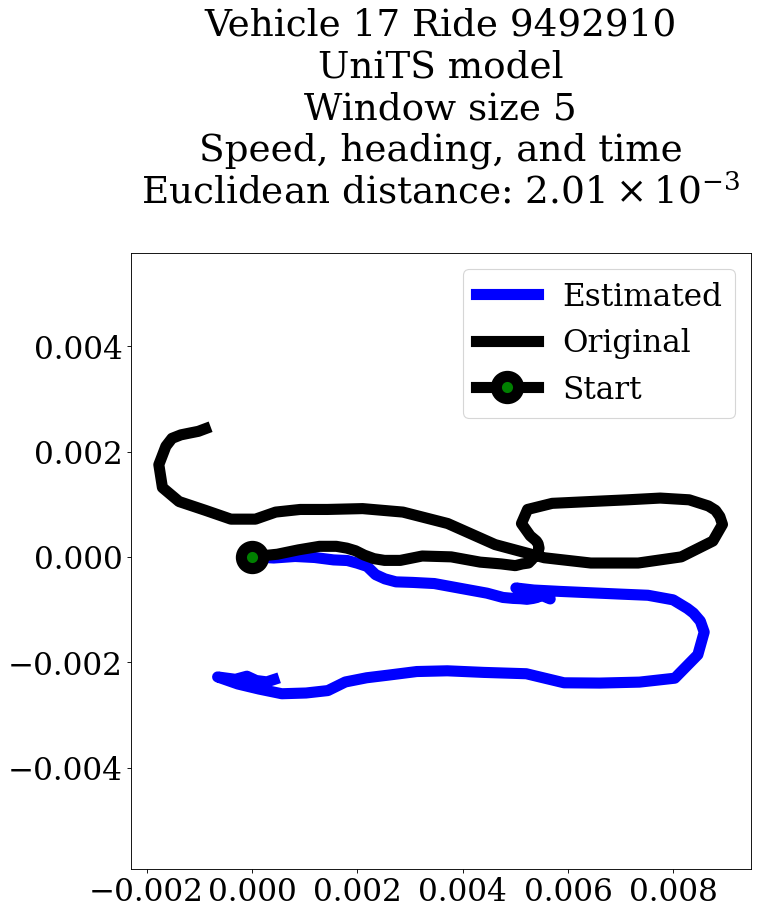 Vehicle 17 Ride 9492910
UniTS model
Window size 5
Speed, heading, and time
Euclidean distance: 2.01 × 10⁻³
Estimated
Original
Start
0.004
0.002
0.000
−0.002
−0.004
−0.002 0.000 0.002 0.004 0.006 0.008